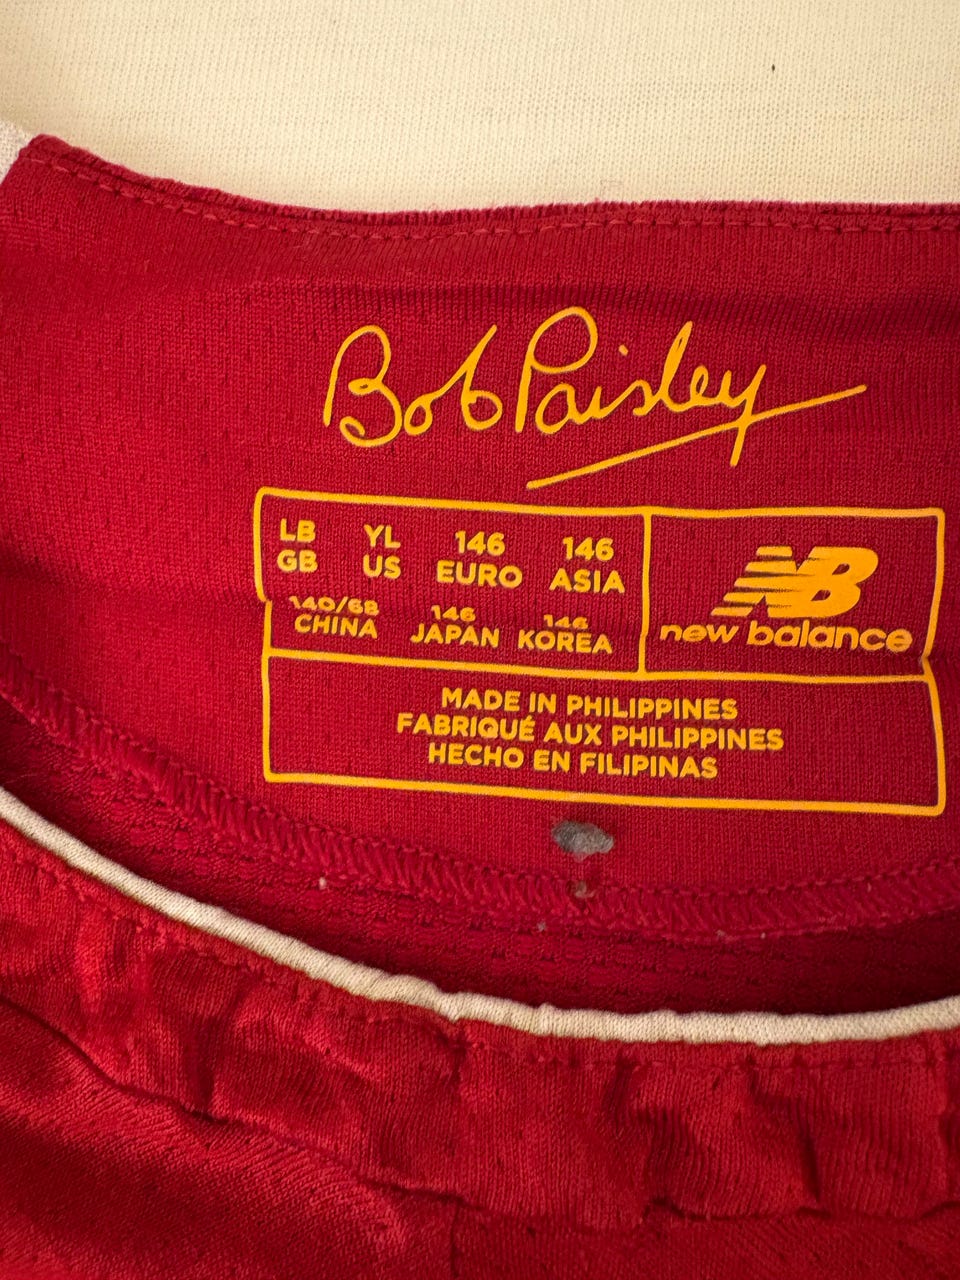 Bob Paisley
LB YL 146 146
GB US EURO ASIA
140/68 146 146
CHINA JAPAN KOREA
NB
new balance
MADE IN PHILIPPINES
FABRIQUÉ AUX PHILIPPINES
HECHO EN FILIPINAS